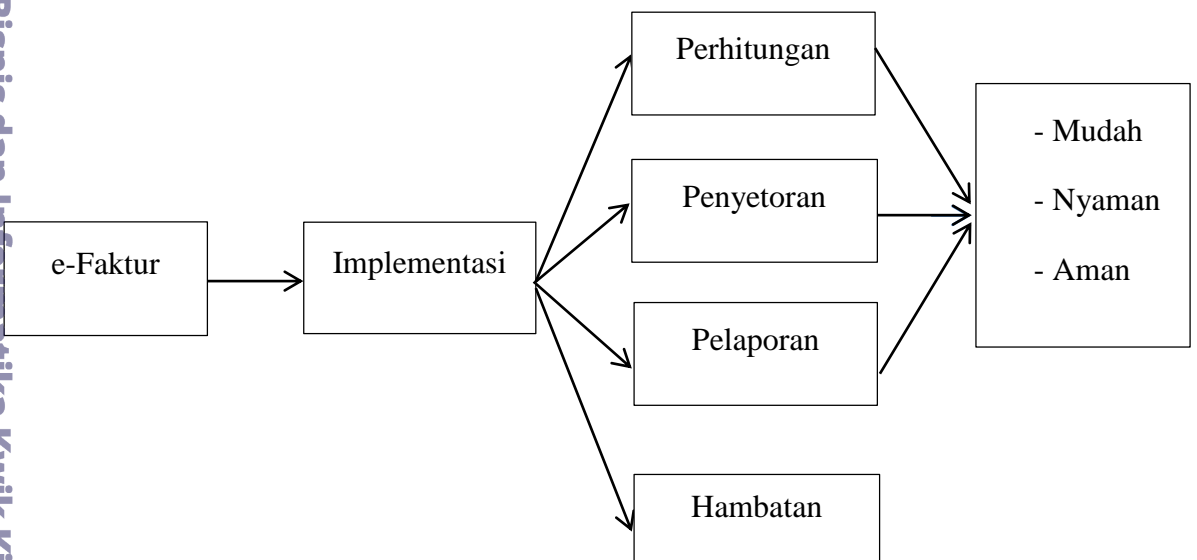 e-Faktur
Implementasi
Perhitungan
Penyetoran
Pelaporan
Hambatan
- Mudah
- Nyaman
- Aman